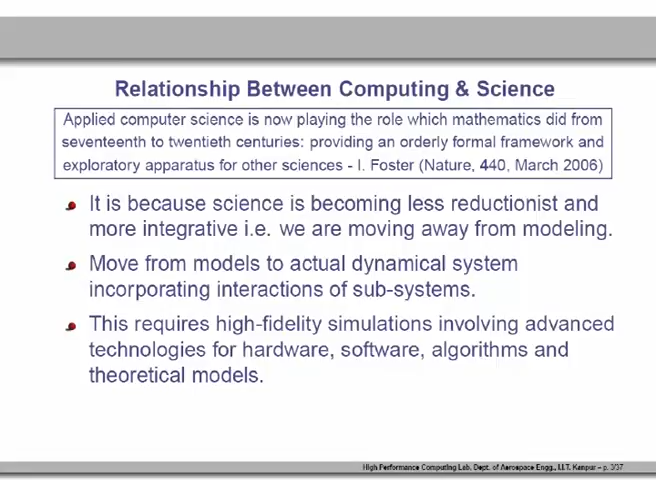 Relationship Between Computing & Science
Applied computer science is now playing the role which mathematics did from
seventeenth to twentieth centuries: providing an orderly formal framework and
exploratory apparatus for other sciences - I. Foster (Nature, 440, March 2006)
It is because science is becoming less reductionist and
more integrative i.e. we are moving away from modeling.
Move from models to actual dynamical system
incorporating interactions of sub-systems.
This requires high-fidelity simulations involving advanced
technologies for hardware, software, algorithms and
theoretical models.
High Performance Computing Lab, Dept. of Aerospace Engg., I.I.T. Kanpur – p. 3/37